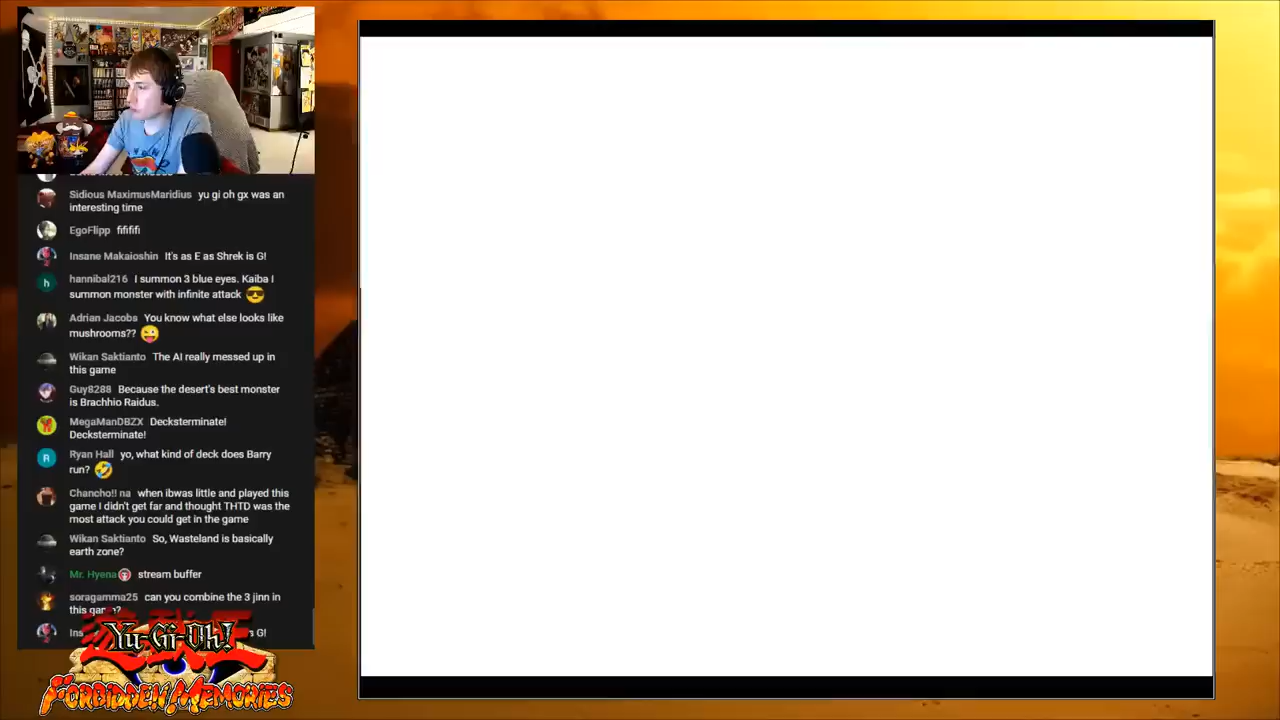 Sidious MaximusMaridius yu gi oh gx was an
interesting time
EgoFlipp fifififi
Insane Makaioshin It's as E as Shrek is G!
hannibal216 I summon 3 blue eyes. Kaiba I
summon monster with infinite attack
Adrian Jacobs You know what else looks like
mushrooms??
Wikan Saktianto The AI really messed up in
this game
Guy8288 Because the desert's best monster
is Brachhio Raidus.
MegaManDBZX Decksterminate!
Decksterminate!
Ryan Hall yo, what kind of deck does Barry
run?
Chancho!! na when ibwas little and played this
game I didn't get far and thought THTD was the
most attack you could get in the game
Wikan Saktianto So, Wasteland is basically
earth zone?
Mr. Hyena stream buffer
soragamma25 can you combine the 3 jinn in
this game?
Ins
s G!
Yu-Gi-Oh!
Forbidden Memories